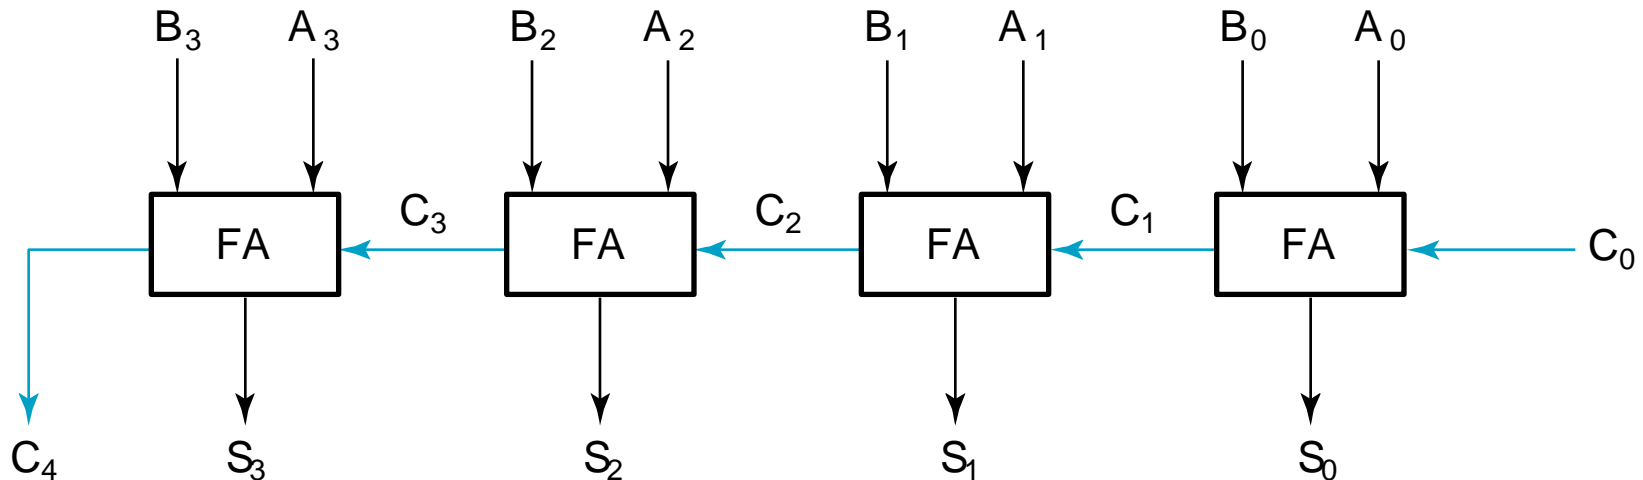 B₃ A₃ B₂ A₂ B₁ A₁ B₀ A₀
C₃ C₂ C₁
FA FA FA FA C₀
C₄ S₃ S₂ S₁ S₀